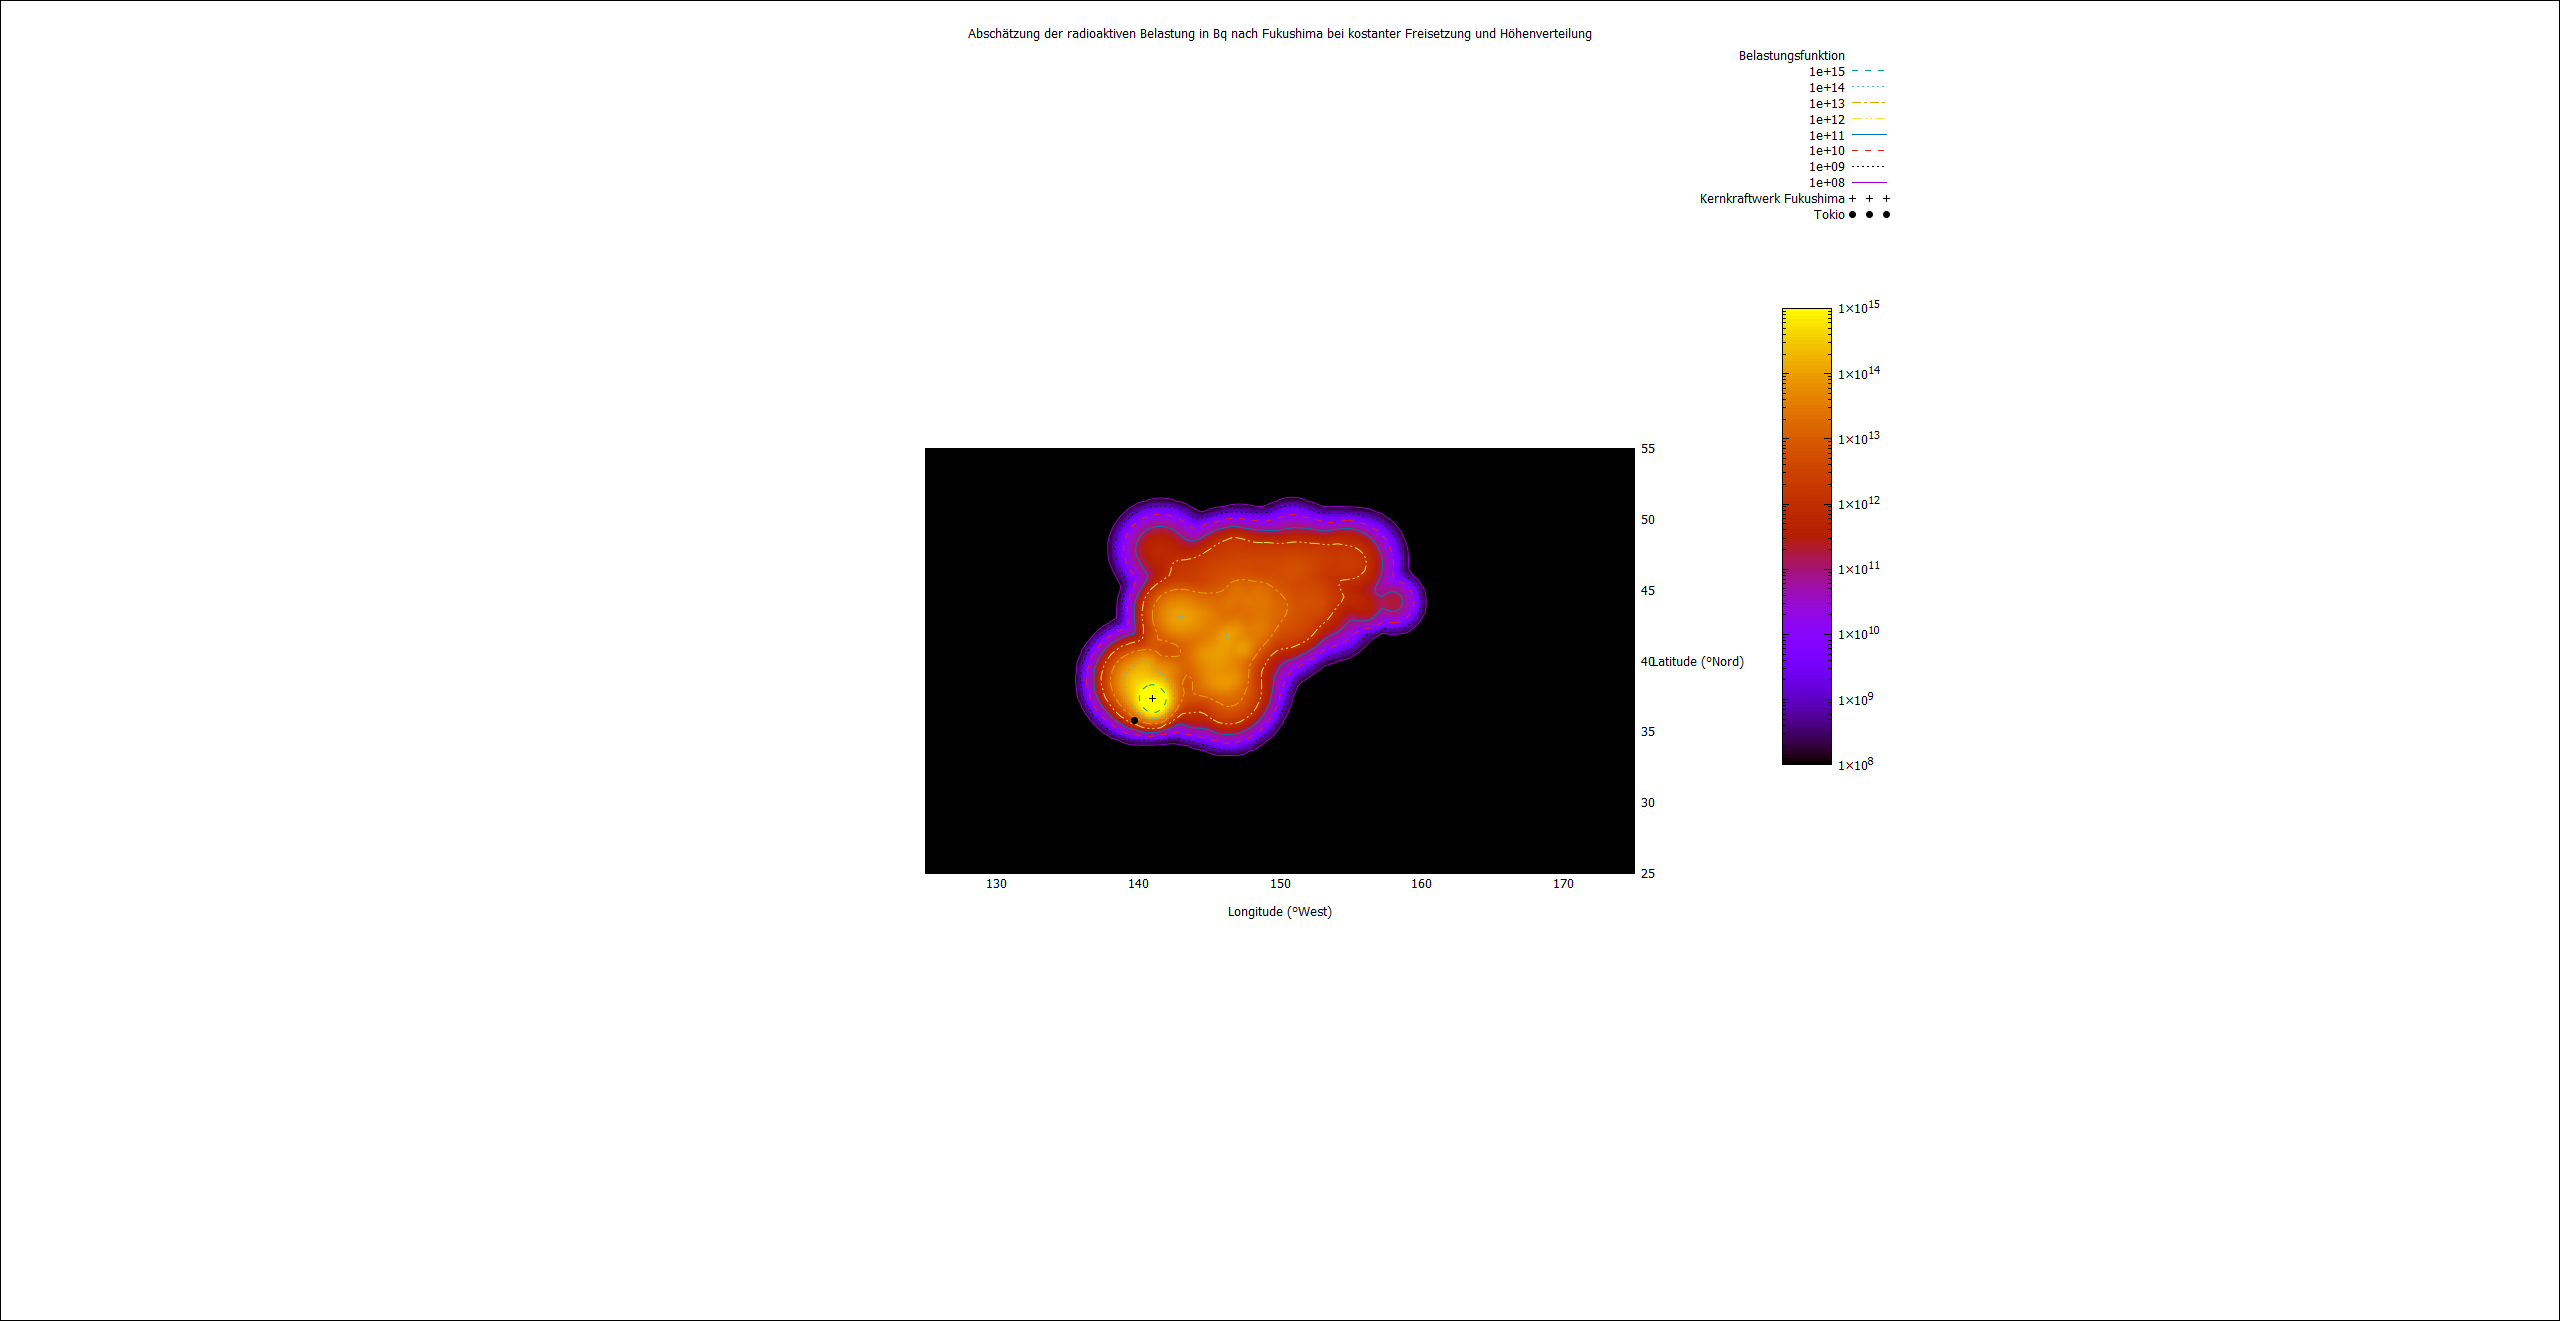 Abschätzung der radioaktiven Belastung in Bq nach Fukushima bei kostanter Freisetzung und Höhenverteilung
Belastungsfunktion
1e+15
1e+14
1e+13
1e+12
1e+11
1e+10
1e+09
1e+08
Kernkraftwerk Fukushima
Tokio
1×10^15
1×10^14
1×10^13
1×10^12
1×10^11
1×10^10
1×10^9
1×10^8
55
50
45
40
35
30
25
Latitude (°Nord)
130 140 150 160 170
Longitude (°West)